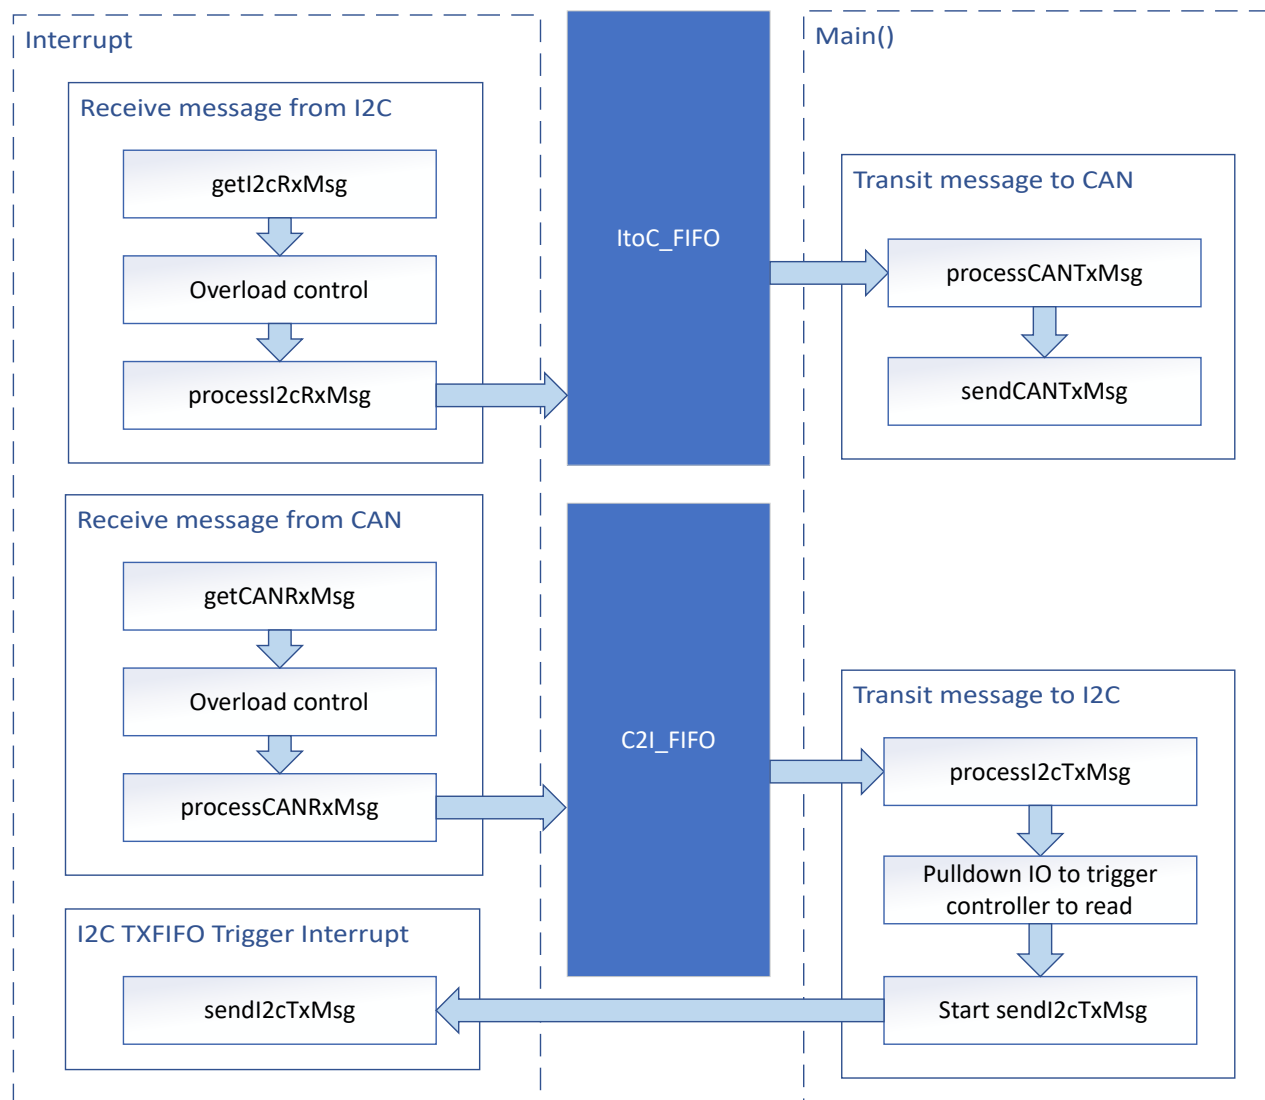 Interrupt
Receive message from I2C
getI2cRxMsg
Overload control
processI2cRxMsg
Receive message from CAN
getCANRxMsg
Overload control
processCANRxMsg
I2C TXFIFO Trigger Interrupt
sendI2cTxMsg
ItoC_FIFO
C2I_FIFO
Main()
Transit message to CAN
processCANTxMsg
sendCANTxMsg
Transit message to I2C
processI2cTxMsg
Pulldown IO to trigger
controller to read
Start sendI2cTxMsg